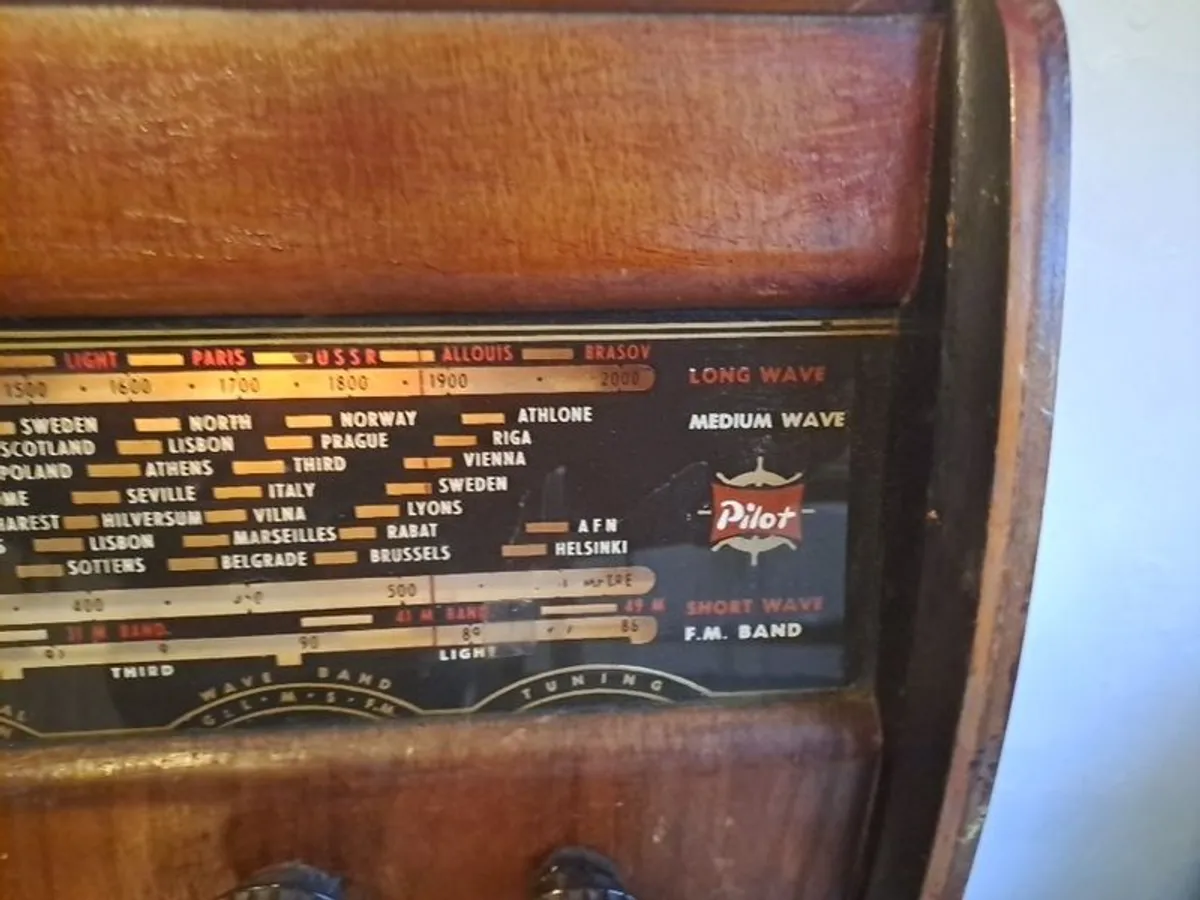 LIGHT PARIS USSR ALLOUIS BRASOV
1500 1600 1700 1800 1900 2000 LONG WAVE
SWEDEN NORTH NORWAY ATHLONE MEDIUM WAVE
SCOTLAND LISBON PRAGUE RIGA
POLAND ATHENS THIRD VIENNA
ME SEVILLE ITALY SWEDEN
HAREST HILVERSUM VILNA LYONS
S LISBON MARSEILLES RABAT AFN
SOTTENS BELGRADE BRUSSELS HELSINKI
Pilot
400 500
31 M BAND 41 M BAND 49 M SHORT WAVE
90 89 86 F.M. BAND
THIRD LIGHT
WAVE BAND TUNING
M·S·F.M